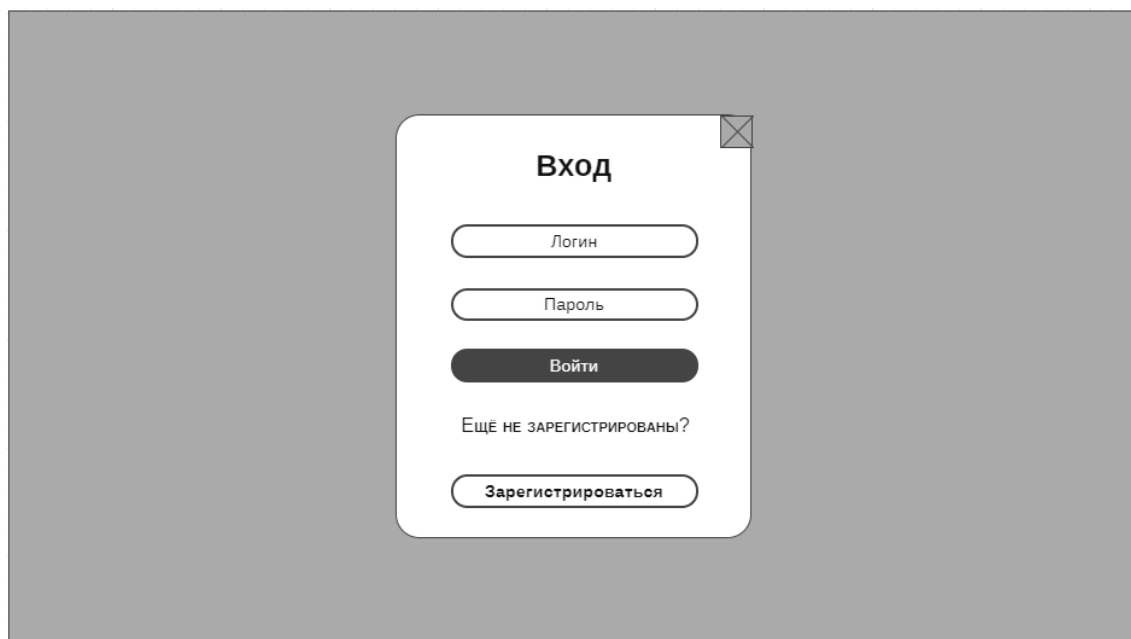 Вход
Логин
Пароль
Войти
Ещё не зарегистрированы?
Зарегистрироваться